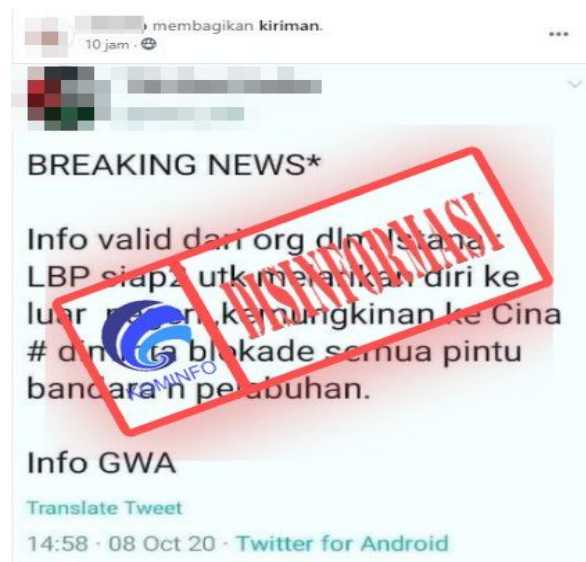 membagikan kiriman.
10 jam
BREAKING NEWS*
Info valid dari org dlm Istana :
LBP siap2 utk melarikan diri ke
luar negeri, kemungkinan ke Cina
# diminta blokade semua pintu
bandara n pelabuhan.
KOMINFO
DISINFORMASI
Info GWA
Translate Tweet
14:58 · 08 Oct 20 · Twitter for Android